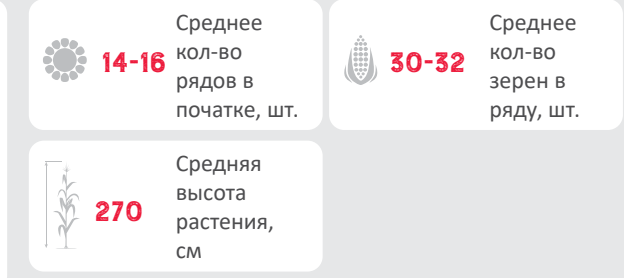 14-16
Среднее
кол-во
рядов в
початке, шт.
30-32
Среднее
кол-во
зерен в
ряду, шт.
270
Средняя
высота
растения,
см